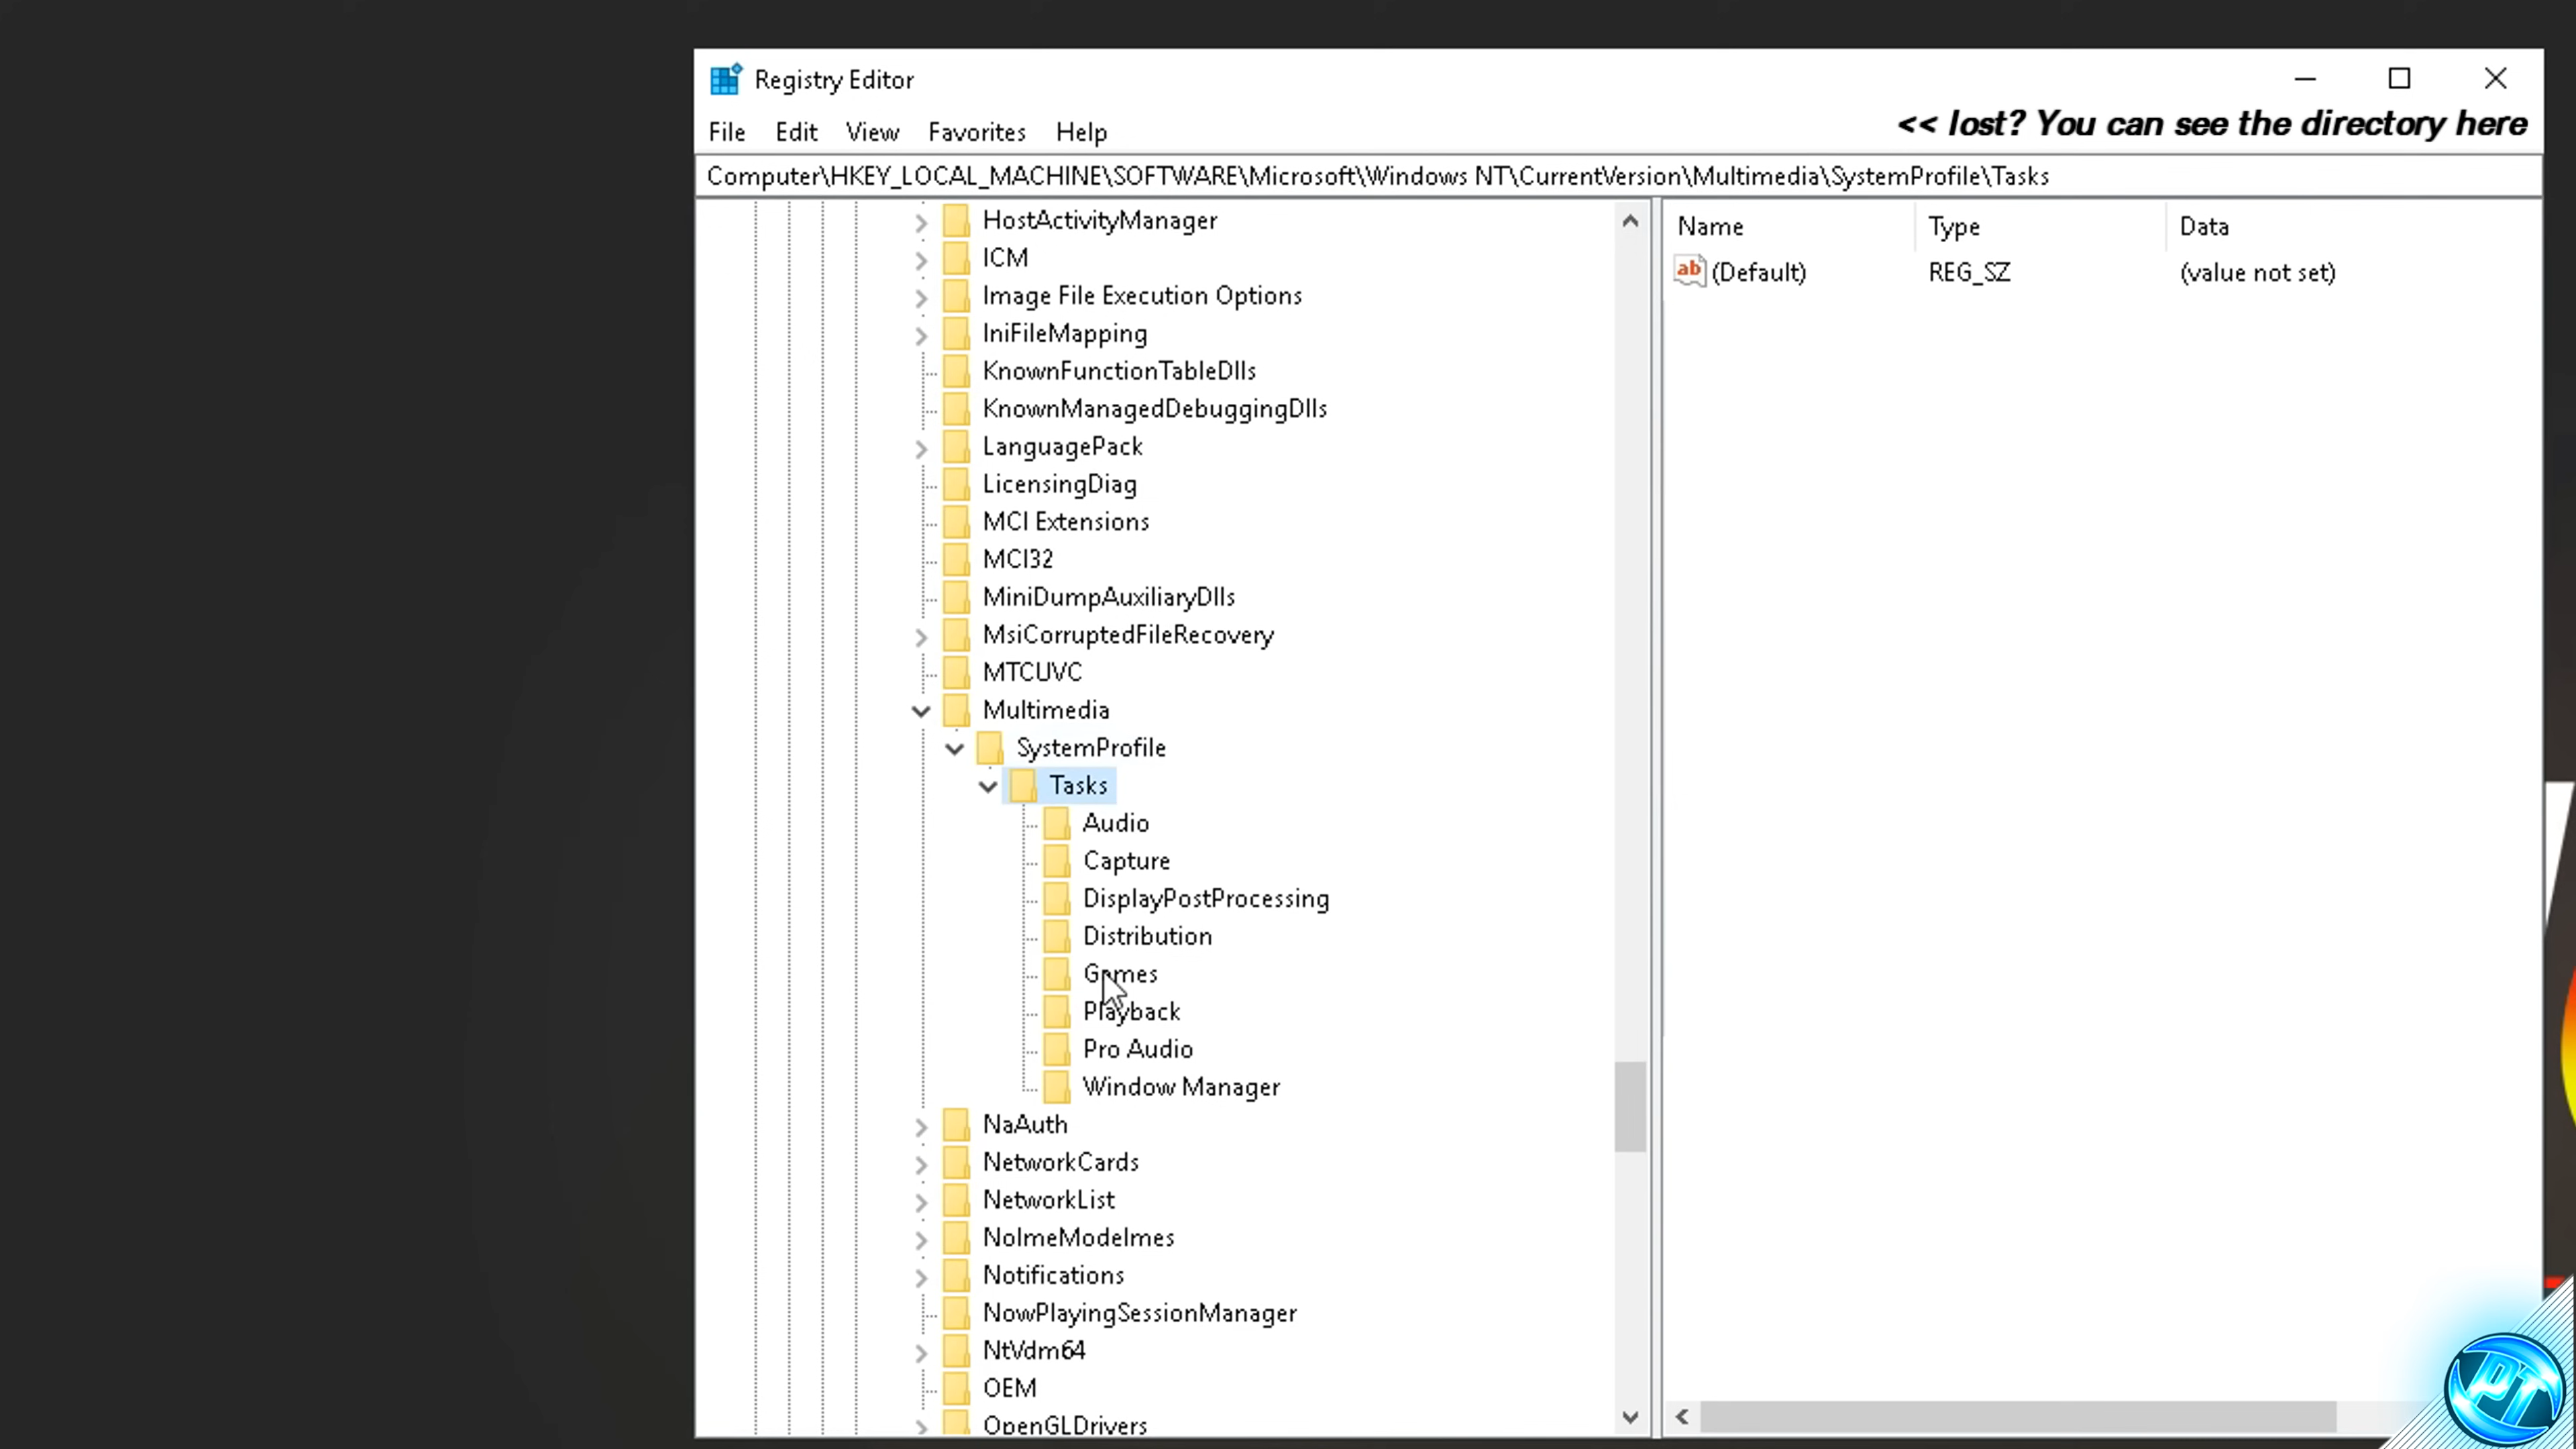 Registry Editor
File Edit View Favorites Help
<< lost? You can see the directory here
Computer\HKEY_LOCAL_MACHINE\SOFTWARE\Microsoft\Windows NT\CurrentVersion\Multimedia\SystemProfile\Tasks
HostActivityManager
ICM
Image File Execution Options
IniFileMapping
KnownFunctionTableDlls
KnownManagedDebuggingDlls
LanguagePack
LicensingDiag
MCI Extensions
MCI32
MiniDumpAuxiliaryDlls
MsiCorruptedFileRecovery
MTCUVC
Multimedia
SystemProfile
Tasks
Audio
Capture
DisplayPostProcessing
Distribution
Games
Playback
Pro Audio
Window Manager
NaAuth
NetworkCards
NetworkList
NoImeModeImes
Notifications
NowPlayingSessionManager
NtVdm64
OEM
OpenGLDrivers
Name Type Data
ab (Default) REG_SZ (value not set)
PT